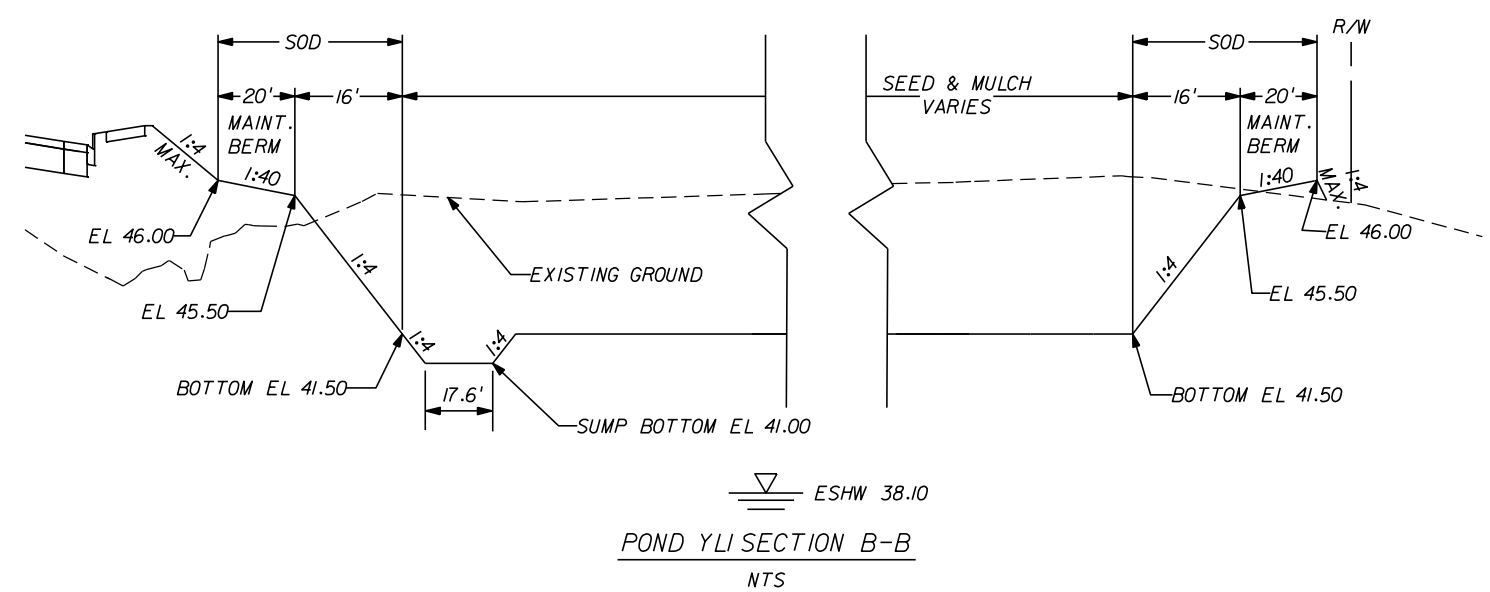 R/W
SOD
SOD
SEED & MULCH
VARIES
20'
16'
16'
20'
MAINT.
BERM
MAINT.
BERM
1:4
MAX.
1:40
1:40
1:4
MAX.
EL 46.00
EL 46.00
1:4
EXISTING GROUND
1:4
EL 45.50
EL 45.50
1:4
1:4
BOTTOM EL 41.50
17.6'
BOTTOM EL 41.50
SUMP BOTTOM EL 41.00
ESHW 38.10
POND YL1 SECTION B-B
NTS